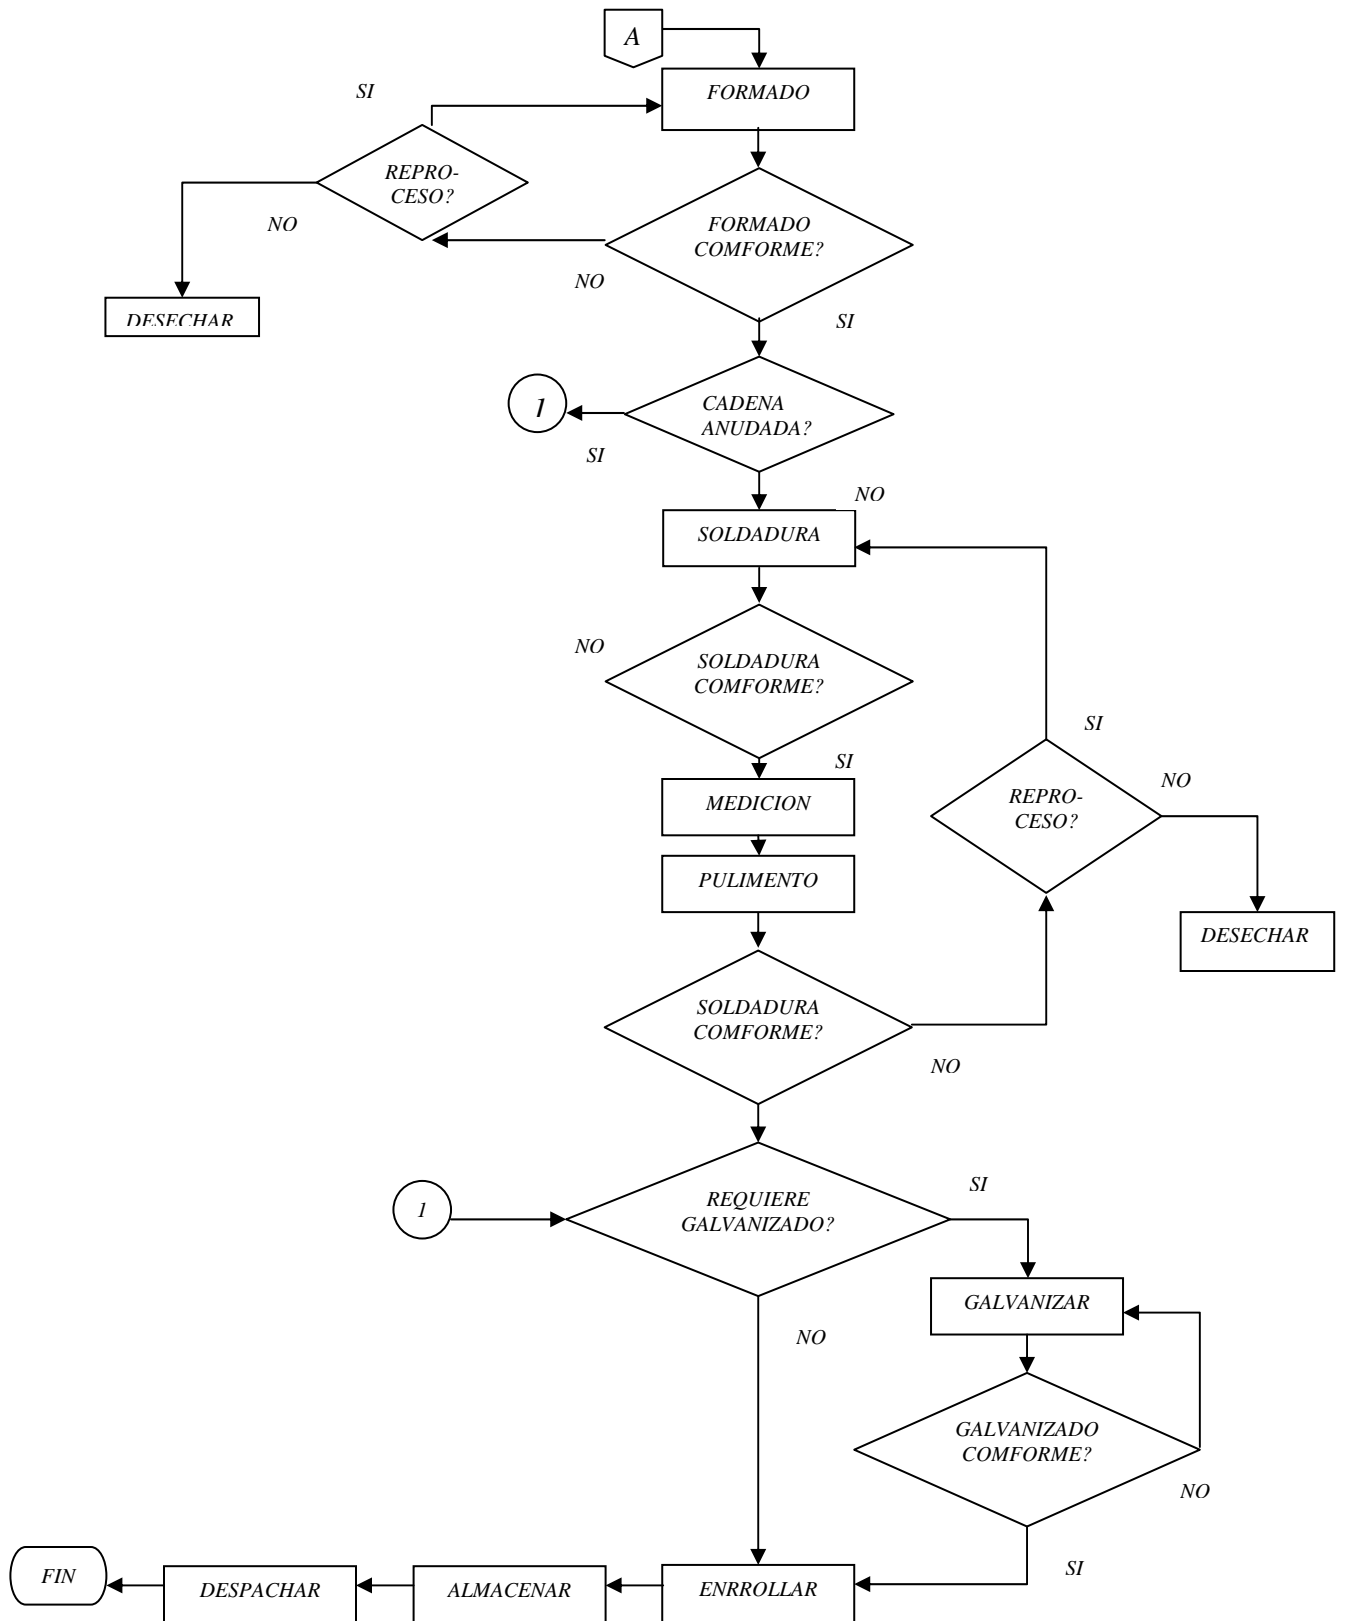 A
FORMADO
SI
REPRO-
CESO?
NO
FORMADO
COMFORME?
NO
SI
DESECHAR
1
CADENA
ANUDADA?
SI
NO
SOLDADURA
NO
SOLDADURA
COMFORME?
SI
MEDICION
SI
NO
REPRO-
CESO?
PULIMENTO
DESECHAR
SOLDADURA
COMFORME?
NO
1
REQUIERE
GALVANIZADO?
SI
GALVANIZAR
NO
GALVANIZADO
COMFORME?
NO
SI
FIN
DESPACHAR
ALMACENAR
ENRROLLAR